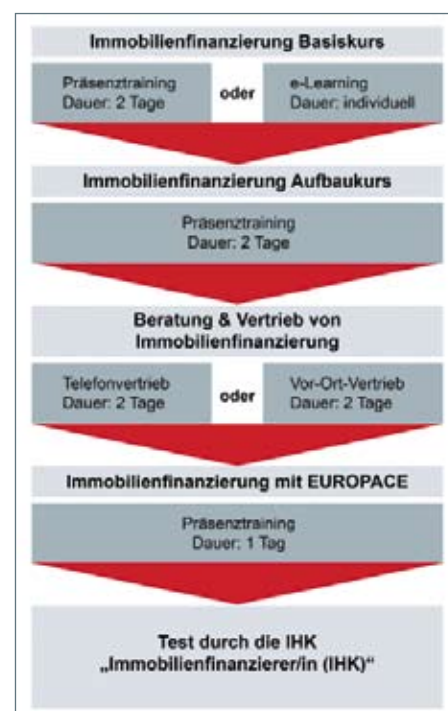 Immobilienfinanzierung Basiskurs
Präsenztraining
Dauer: 2 Tage
oder
e-Learning
Dauer: individuell
Immobilienfinanzierung Aufbaukurs
Präsenztraining
Dauer: 2 Tage
Beratung & Vertrieb von
Immobilienfinanzierung
Telefonvertrieb
Dauer: 2 Tage
oder
Vor-Ort-Vertrieb
Dauer: 2 Tage
Immobilienfinanzierung mit EUROPACE
Präsenztraining
Dauer: 1 Tag
Test durch die IHK
„Immobilienfinanzierer/in (IHK)“